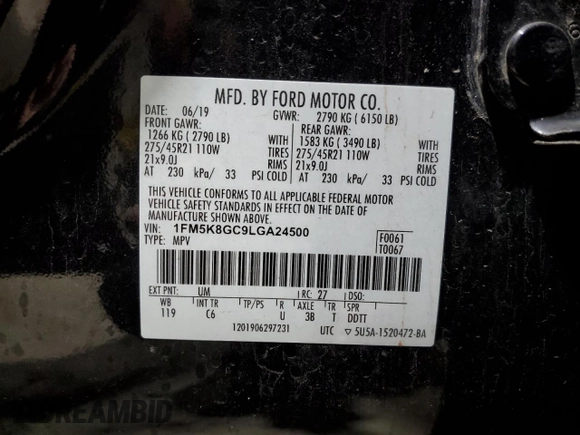 MFD. BY FORD MOTOR CO.
DATE: 06/19 GVWR: 2790 KG ( 6150 LB)
FRONT GAWR: REAR GAWR:
1266 KG ( 2790 LB) WITH 1583 KG ( 3490 LB) WITH
275/45R21 110W TIRES 275/45R21 110W TIRES
21x9.0J RIMS 21x9.0J RIMS
AT 230 kPa/ 33 PSI COLD AT 230 kPa/ 33 PSI COLD
THIS VEHICLE CONFORMS TO ALL APPLICABLE FEDERAL MOTOR
VEHICLE SAFETY STANDARDS IN EFFECT ON THE DATE OF
MANUFACTURE SHOWN ABOVE.
VIN: 1FM5K8GC9LGA24500
TYPE: MPV
F0061
T0067
EXT PNT: UM RC: 27 DSO:
WB INT TR TP/PS R AXLE TR SPR
119 C6 U 3B T DDTT
1201906297231 UTC ▽ 5U5A-1520472-BA
DREAMBID